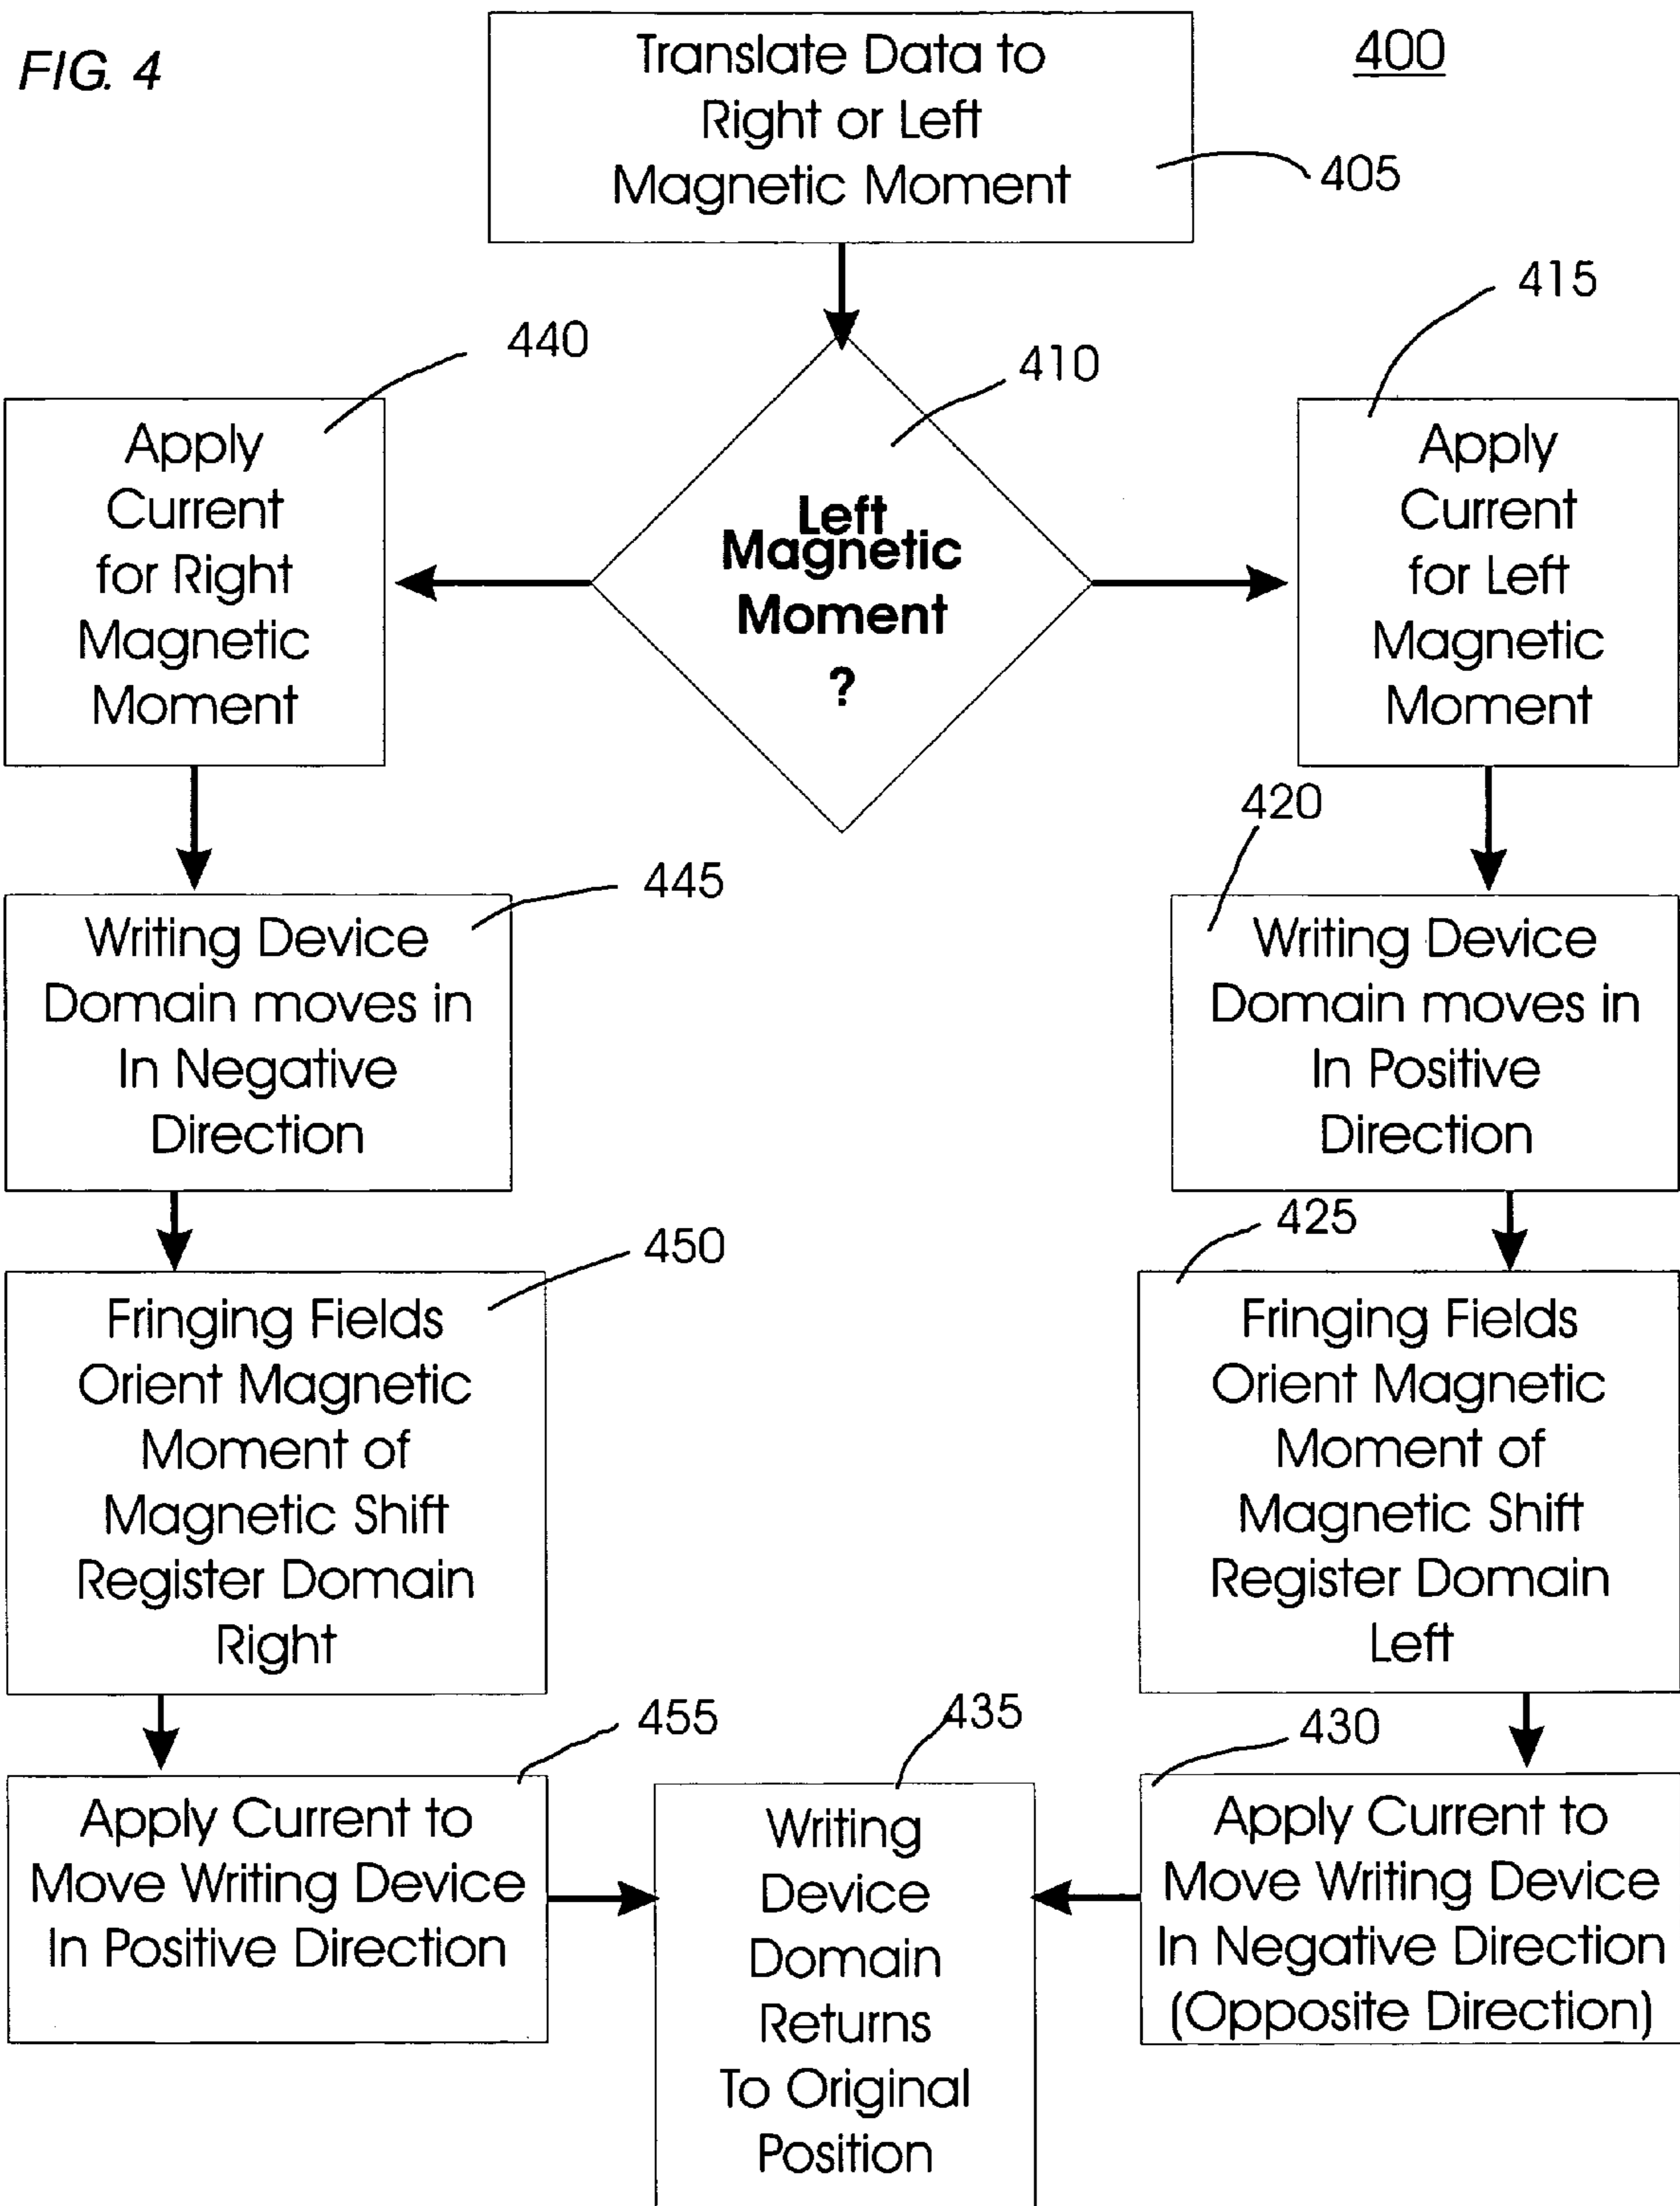 FIG. 4
400
Translate Data to
Right or Left
Magnetic Moment
405
410
Left
Magnetic
Moment
?
440
Apply
Current
for Right
Magnetic
Moment
415
Apply
Current
for Left
Magnetic
Moment
445
Writing Device
Domain moves in
In Negative
Direction
420
Writing Device
Domain moves in
In Positive
Direction
450
Fringing Fields
Orient Magnetic
Moment of
Magnetic Shift
Register Domain
Right
425
Fringing Fields
Orient Magnetic
Moment of
Magnetic Shift
Register Domain
Left
455
Apply Current to
Move Writing Device
In Positive Direction
435
Writing
Device
Domain
Returns
To Original
Position
430
Apply Current to
Move Writing Device
In Negative Direction
(Opposite Direction)